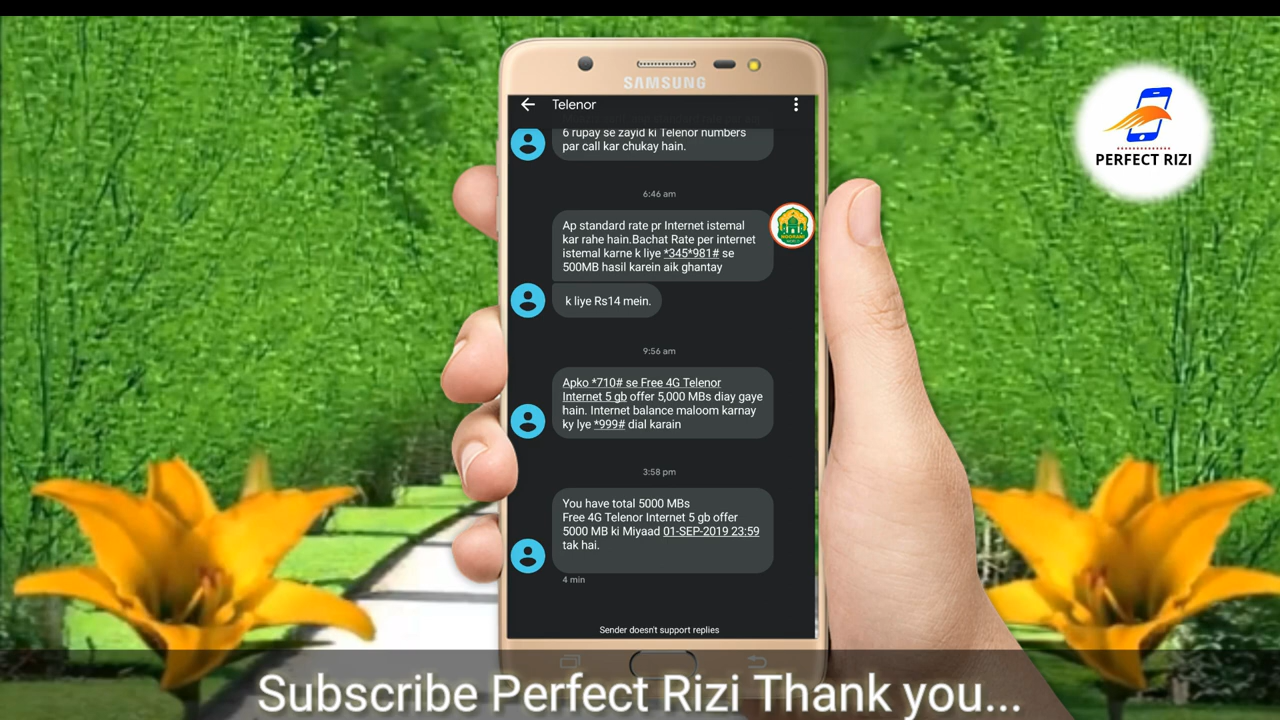 SAMSUNG
Telenor
6 rupay se zayid ki Telenor numbers
par call kar chukay hain.
6:46 am
Ap standard rate pr Internet istemal
kar rahe hain.Bachat Rate per internet
istemal karne k liye *345*981# se
500MB hasil karein aik ghantay
k liye Rs14 mein.
9:56 am
Apko *710# se Free 4G Telenor
Internet 5 gb offer 5,000 MBs diay gaye
hain. Internet balance maloom karnay
ky lye *999# dial karain
3:58 pm
You have total 5000 MBs
Free 4G Telenor Internet 5 gb offer
5000 MB ki Miyaad 01-SEP-2019 23:59
tak hai.
4 min
Sender doesn't support replies
PERFECT RIZI
Subscribe Perfect Rizi Thank you...